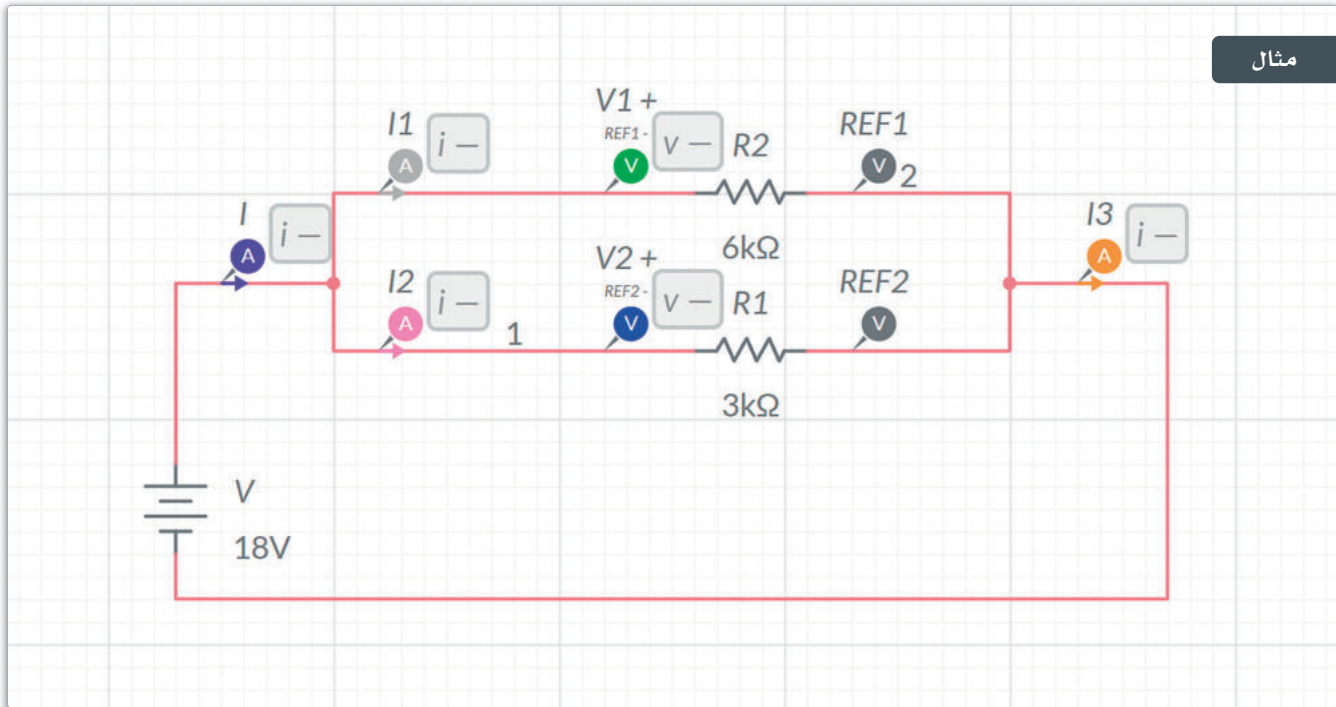 مثال
V1 +
I1
i —
REF1 -
v —
R2
REF1
A
V
V
2
I
i —
I3
i —
A
6kΩ
V2 +
A
I2
i —
REF2 -
v —
R1
REF2
A
V
V
1
3kΩ
V
18V